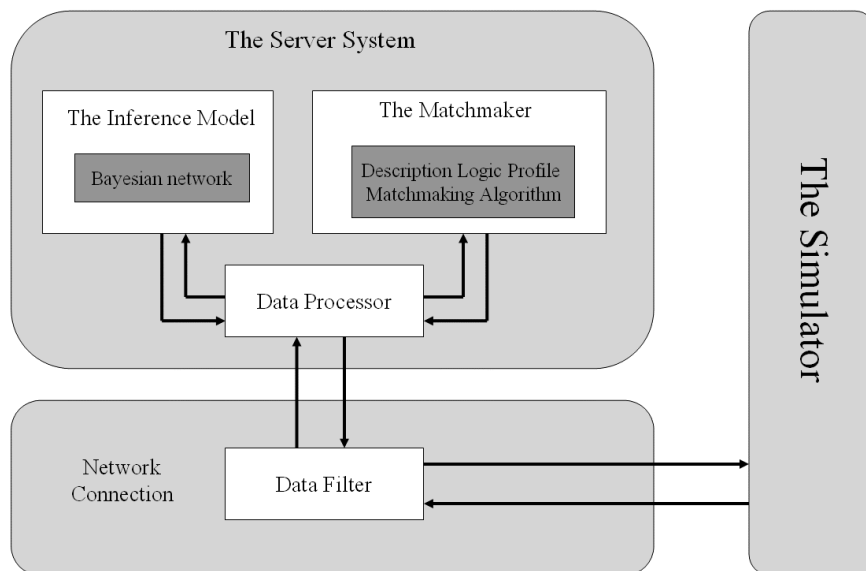 The Server System
The Inference Model
Bayesian network
The Matchmaker
Description Logic Profile
Matchmaking Algorithm
Data Processor
Network
Connection
Data Filter
The Simulator